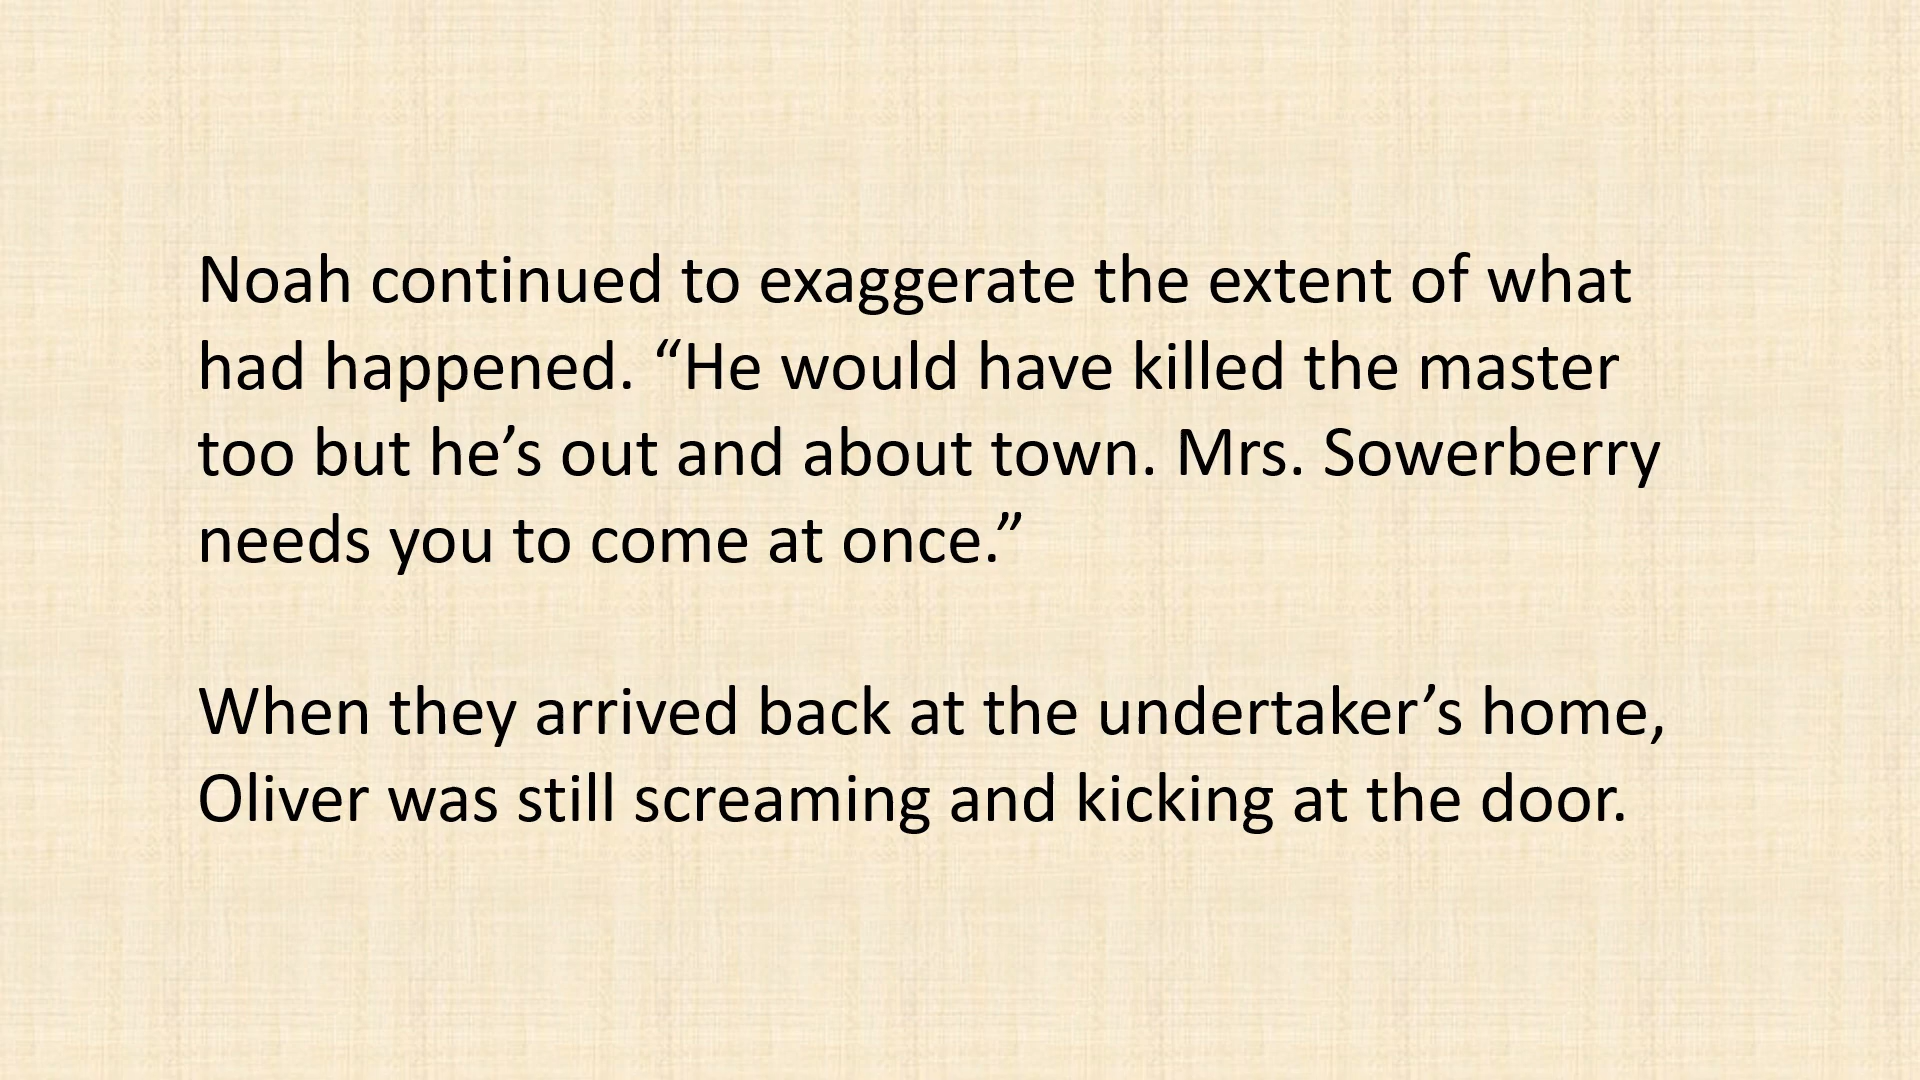 Noah continued to exaggerate the extent of what
had happened. “He would have killed the master
too but he’s out and about town. Mrs. Sowerberry
needs you to come at once.”
When they arrived back at the undertaker’s home,
Oliver was still screaming and kicking at the door.